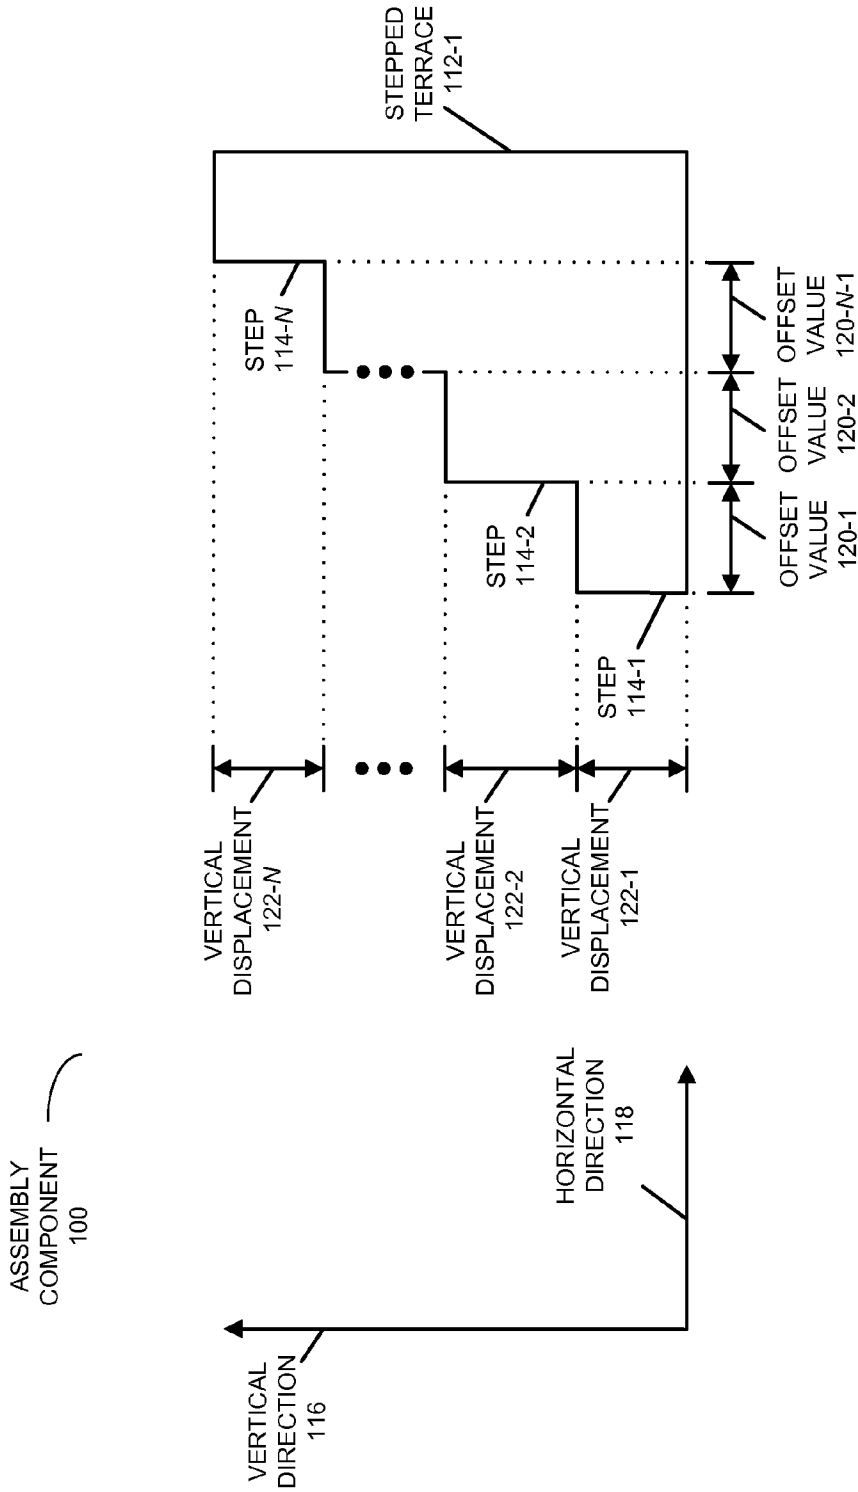 ASSEMBLY
COMPONENT
100
VERTICAL
DIRECTION
116
HORIZONTAL
DIRECTION
118
VERTICAL
DISPLACEMENT
122-N
VERTICAL
DISPLACEMENT
122-2
VERTICAL
DISPLACEMENT
122-1
STEP
114-N
STEP
114-2
STEP
114-1
STEPPED
TERRACE
112-1
OFFSET
VALUE
120-1
OFFSET
VALUE
120-2
OFFSET
VALUE
120-N-1